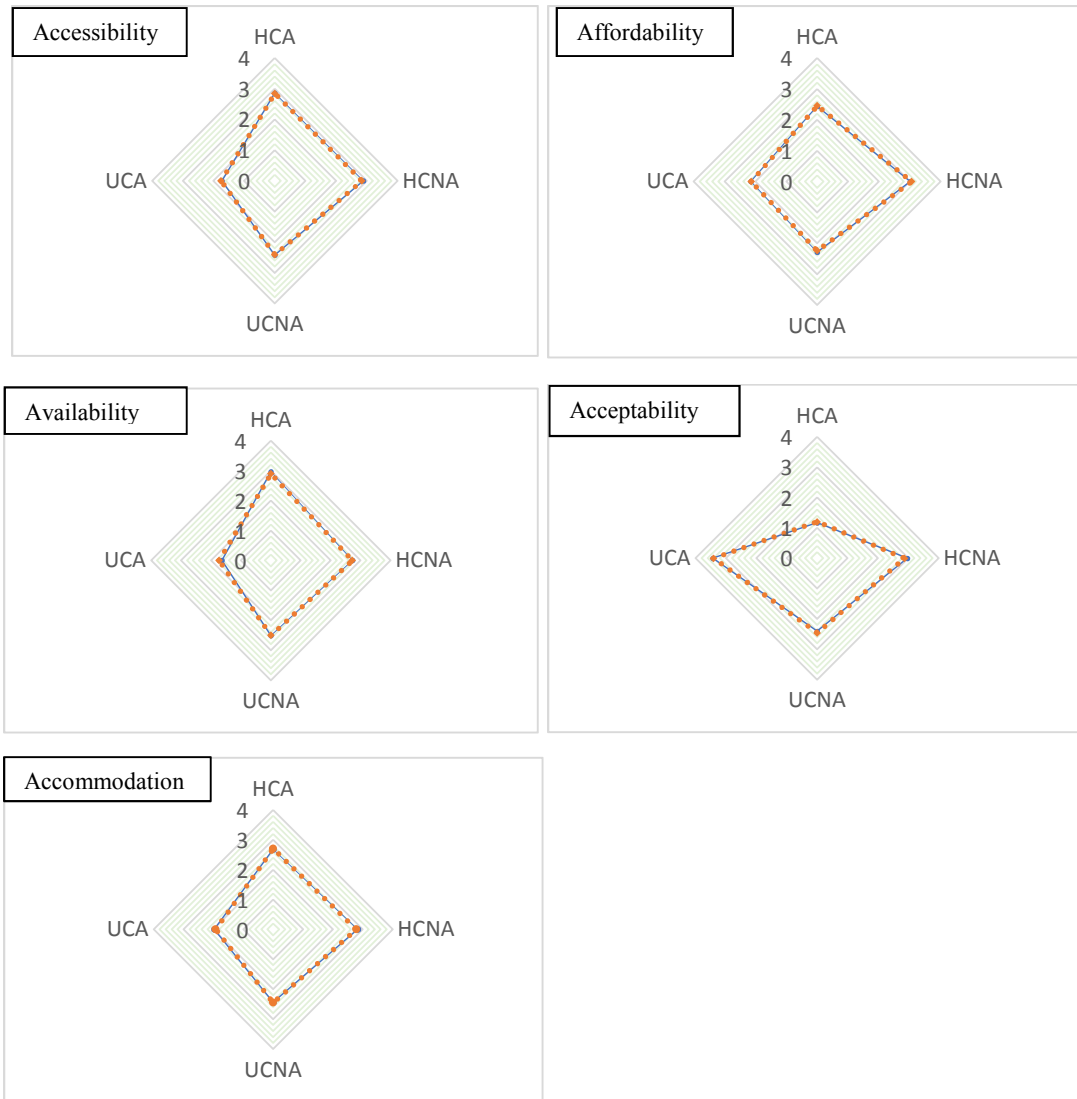 Accessibility
HCA
4
3
2
1
0
UCA
HCNA
UCNA
Affordability
HCA
4
3
2
1
0
UCA
HCNA
UCNA
Availability
HCA
4
3
2
1
0
UCA
HCNA
UCNA
Acceptability
HCA
4
3
2
1
0
UCA
HCNA
UCNA
Accommodation
HCA
4
3
2
1
0
UCA
HCNA
UCNA